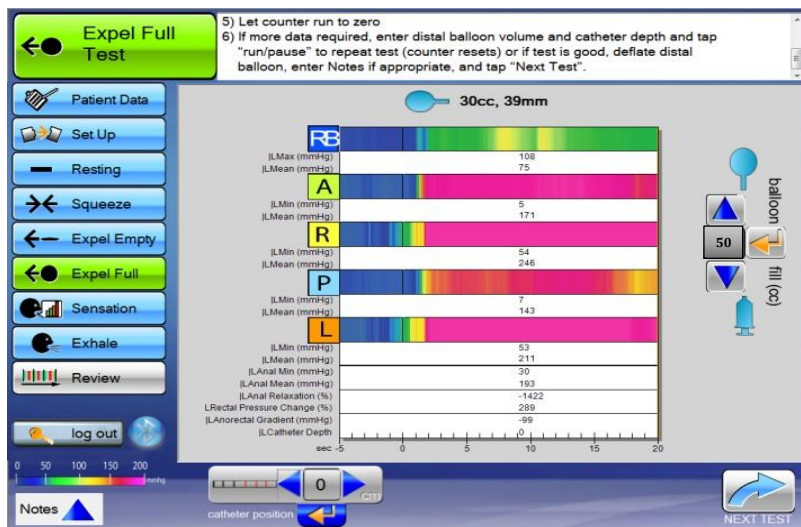 Expel Full
Test
5) Let counter run to zero
6) If more data required, enter distal balloon volume and catheter depth and tap
"run/pause" to repeat test (counter resets) or if test is good, deflate distal
balloon, enter Notes if appropriate, and tap "Next Test".
Patient Data
Set Up
Resting
Squeeze
Expel Empty
Expel Full
Sensation
Exhale
Review
log out
0 50 100 150 200 mmHg
Notes
30cc, 39mm
RB
|LMax (mmHg) 108
|LMean (mmHg) 75
A
|LMin (mmHg) 5
|LMean (mmHg) 171
R
|LMin (mmHg) 54
|LMean (mmHg) 246
P
|LMin (mmHg) 7
|LMean (mmHg) 143
L
|LMin (mmHg) 53
|LMean (mmHg) 211
|LAnal Min (mmHg) 30
|LAnal Mean (mmHg) 193
|LAnal Relaxation (%) -1422
LRectal Pressure Change (%) 289
|LAnorectal Gradient (mmHg) -99
|LCatheter Depth 0
sec -5 0 5 10 15 20
balloon
50
fill (cc)
0
catheter position
NEXT TEST